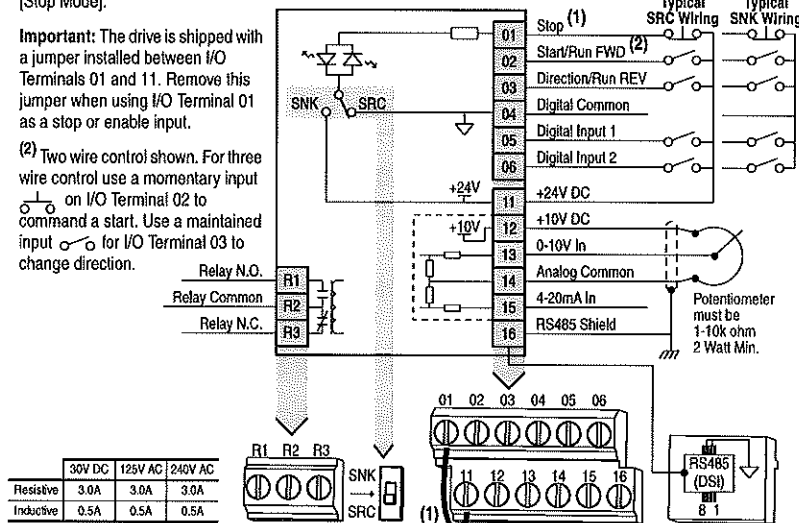 [Stop Mode].
Important: The drive is shipped with
a jumper installed between I/O
Terminals 01 and 11. Remove this
jumper when using I/O Terminal 01
as a stop or enable input.
(2) Two wire control shown. For three
wire control use a momentary input
on I/O Terminal 02 to
command a start. Use a maintained
input for I/O Terminal 03 to
change direction.
Typical
SRC Wiring
Typical
SNK Wiring
SNK
SRC
+24V
+10V
01 Stop (1)
02 Start/Run FWD (2)
03 Direction/Run REV
04 Digital Common
05 Digital Input 1
06 Digital Input 2
11 +24V DC
12 +10V DC
13 0-10V In
14 Analog Common
15 4-20mA In
16 RS485 Shield
Relay N.O. R1
Relay Common R2
Relay N.C. R3
Potentiometer
must be
1-10k ohm
2 Watt Min.
30V DC 125V AC 240V AC
Resistive 3.0A 3.0A 3.0A
Inductive 0.5A 0.5A 0.5A
R1 R2 R3
SNK
SRC
01 02 03 04 05 06
11 12 13 14 15 16
(1)
RS485
(DSI)
8 1